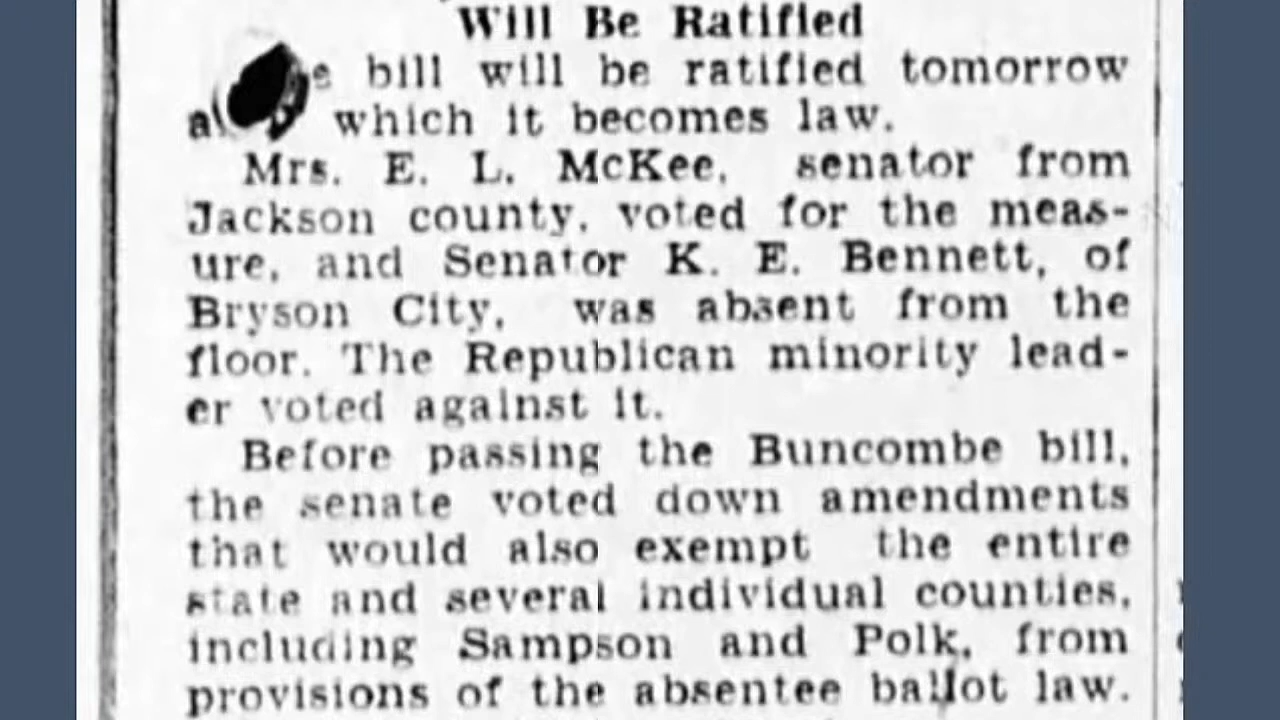 Will Be Ratified
bill will be ratified tomorrow
which it becomes law.
Mrs. E. L. McKee, senator from
Jackson county, voted for the meas-
ure, and Senator K. E. Bennett, of
Bryson City, was absent from the
floor. The Republican minority lead-
er voted against it.
Before passing the Buncombe bill,
the senate voted down amendments
that would also exempt the entire
state and several individual counties,
including Sampson and Polk, from
provisions of the absentee ballot law.